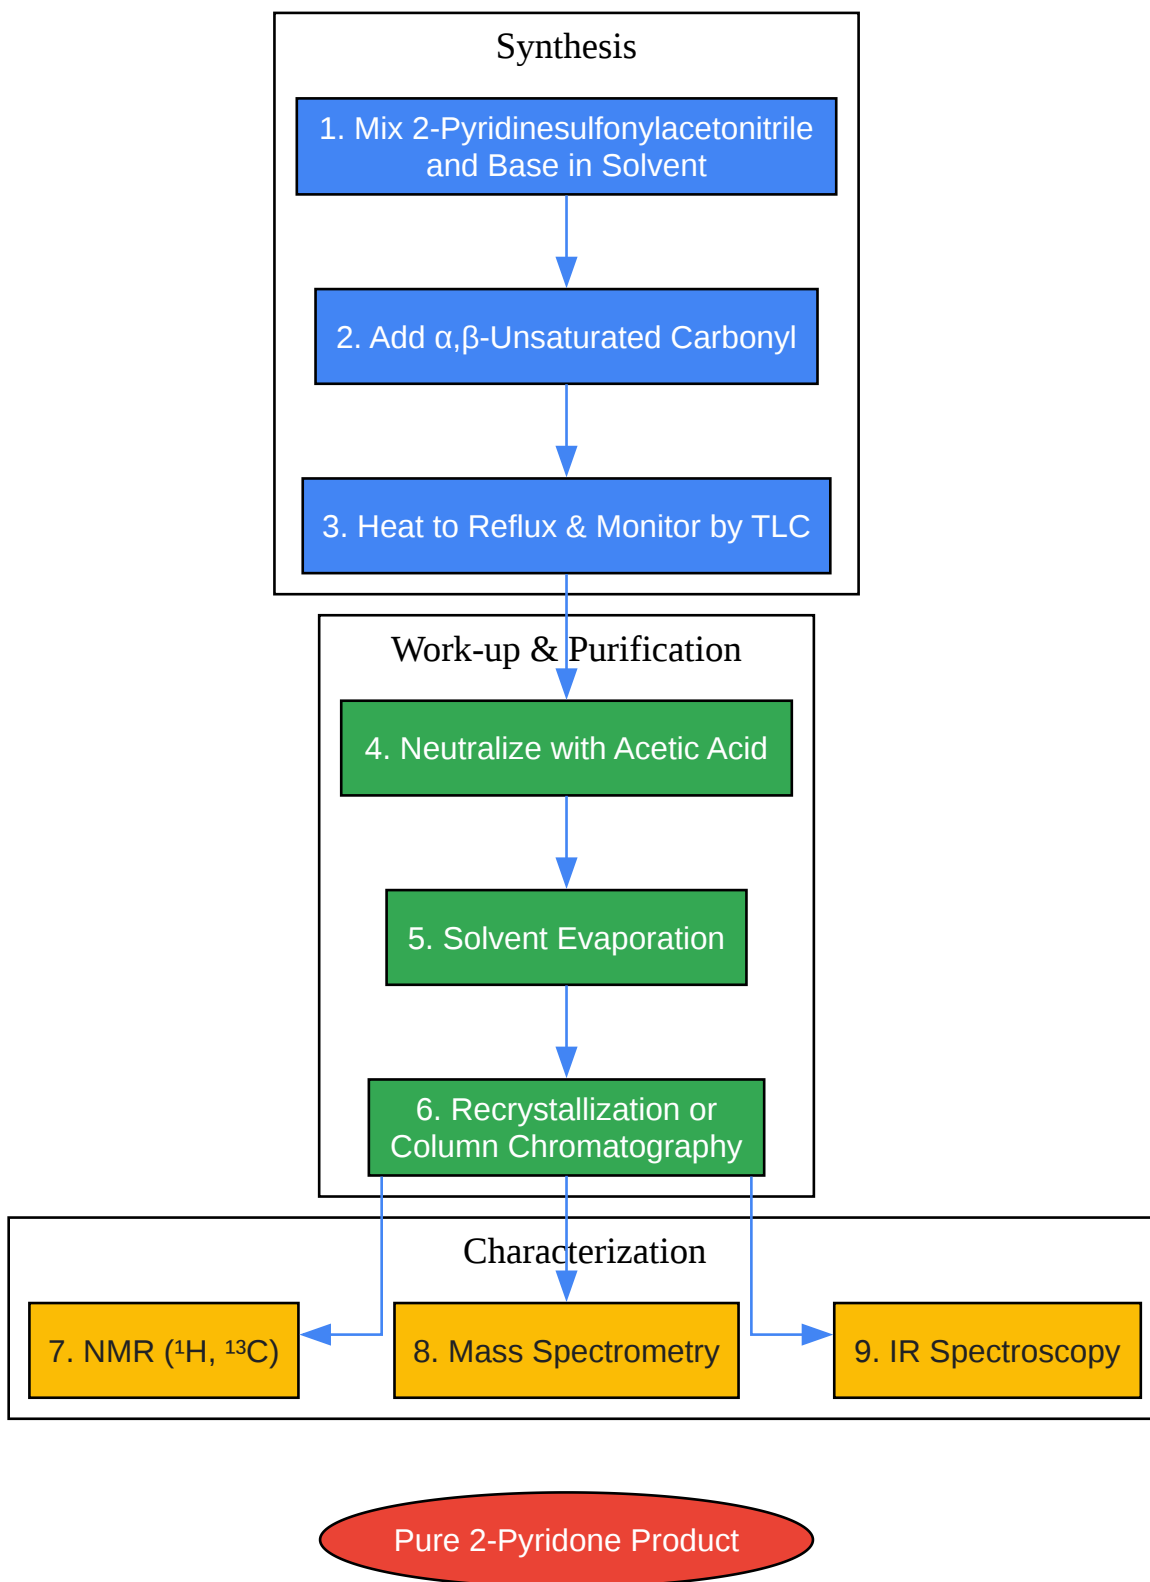 Synthesis
1. Mix 2-Pyridinesulfonylacetonitrile
and Base in Solvent
2. Add α,β-Unsaturated Carbonyl
3. Heat to Reflux & Monitor by TLC
Work-up & Purification
4. Neutralize with Acetic Acid
5. Solvent Evaporation
6. Recrystallization or
Column Chromatography
Characterization
7. NMR (¹H, ¹³C)
8. Mass Spectrometry
9. IR Spectroscopy
Pure 2-Pyridone Product